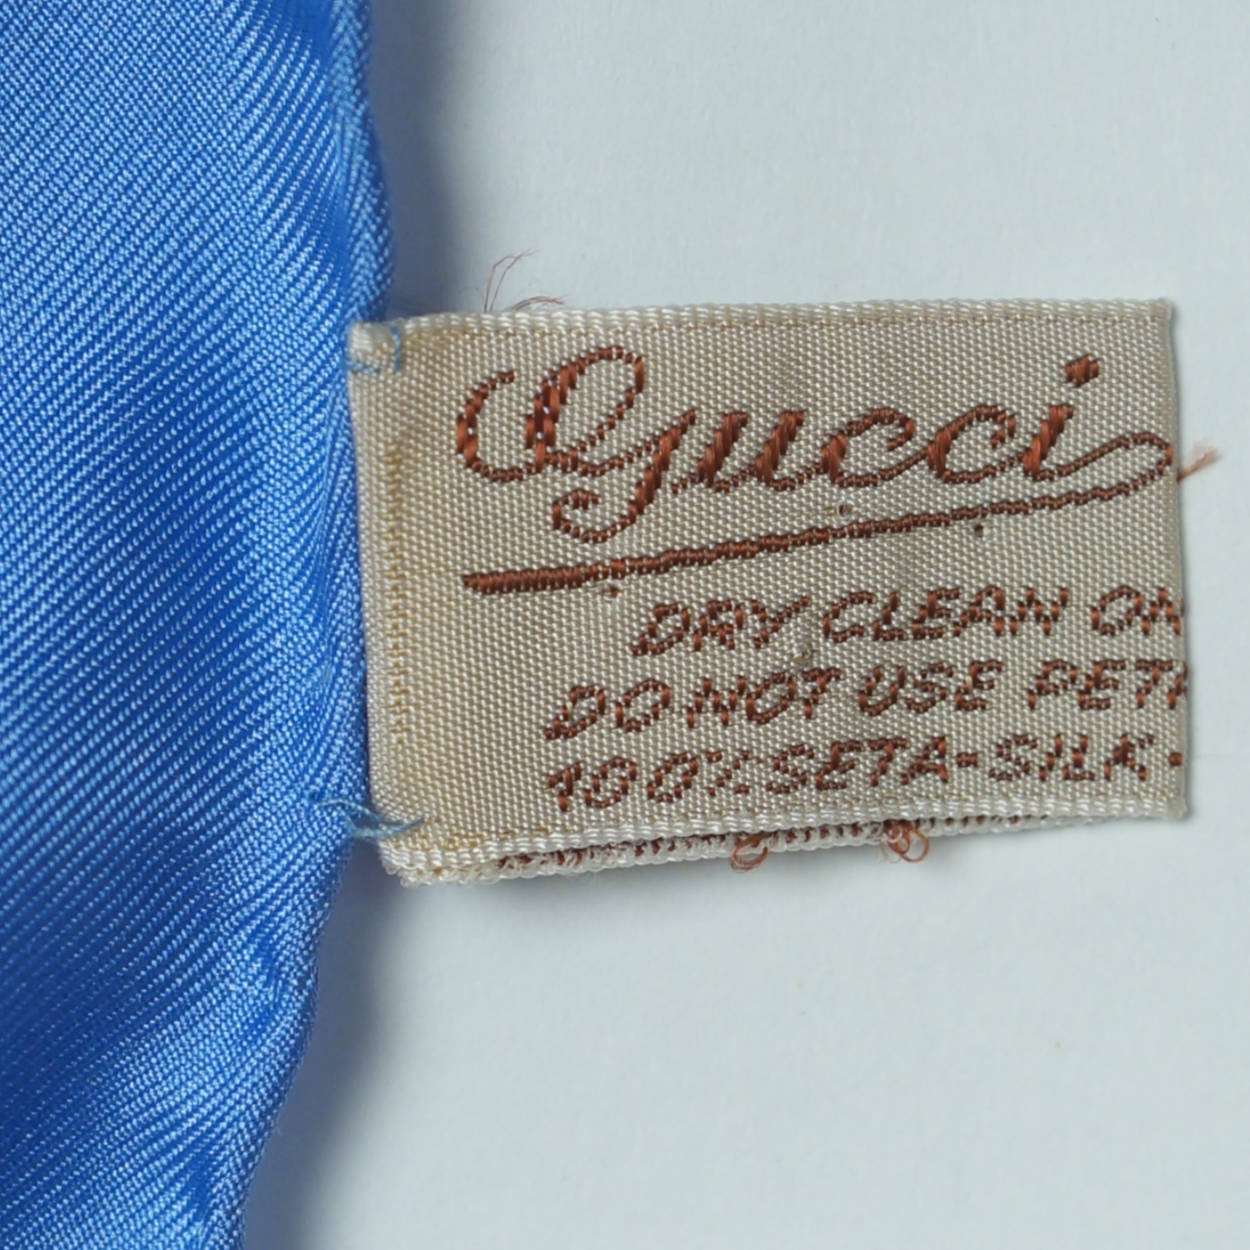 Gucci
DRY CLEAN ON
DO NOT USE PET
100% SETA-SILK-